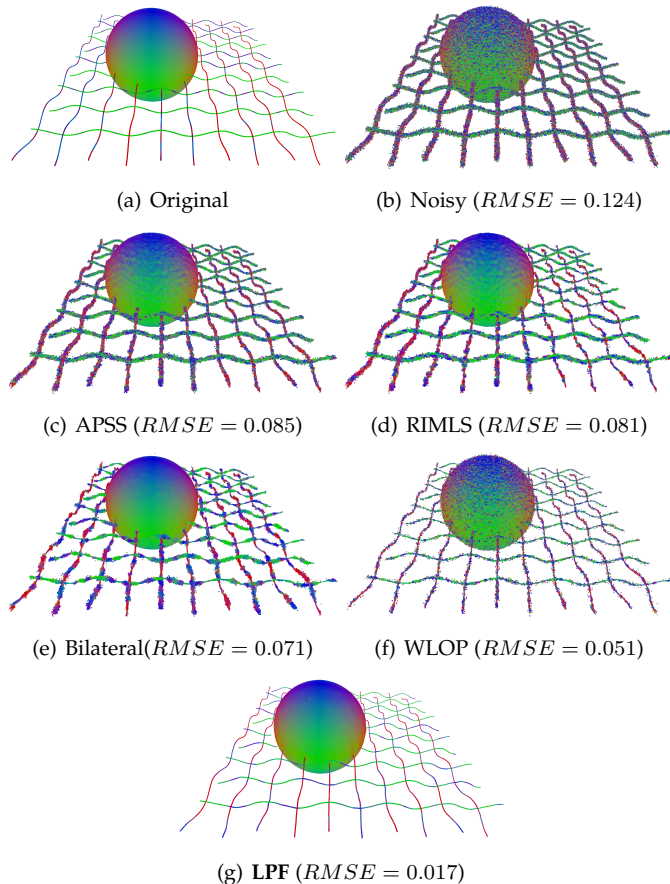 (a) Original
(b) Noisy (RMSE = 0.124)
(c) APSS (RMSE = 0.085)
(d) RIMLS (RMSE = 0.081)
(e) Bilateral(RMSE = 0.071)
(f) WLOP (RMSE = 0.051)
(g) LPF (RMSE = 0.017)